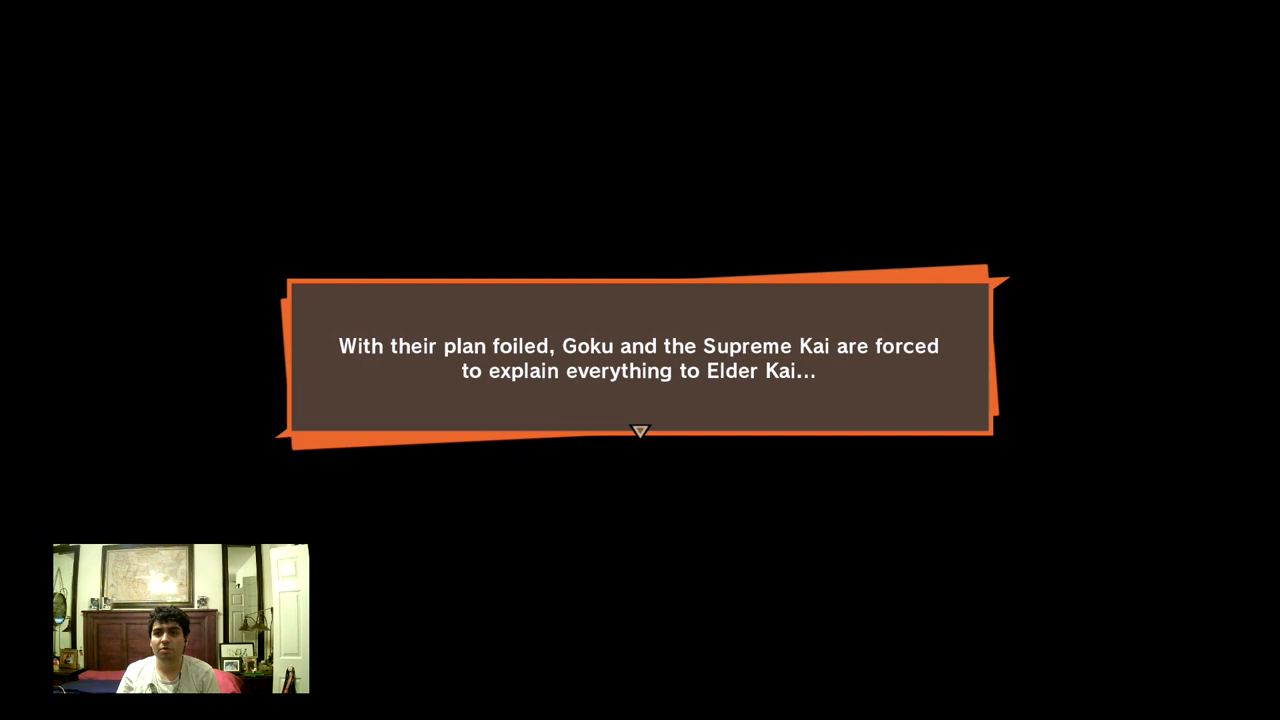 With their plan foiled, Goku and the Supreme Kai are forced
to explain everything to Elder Kai...